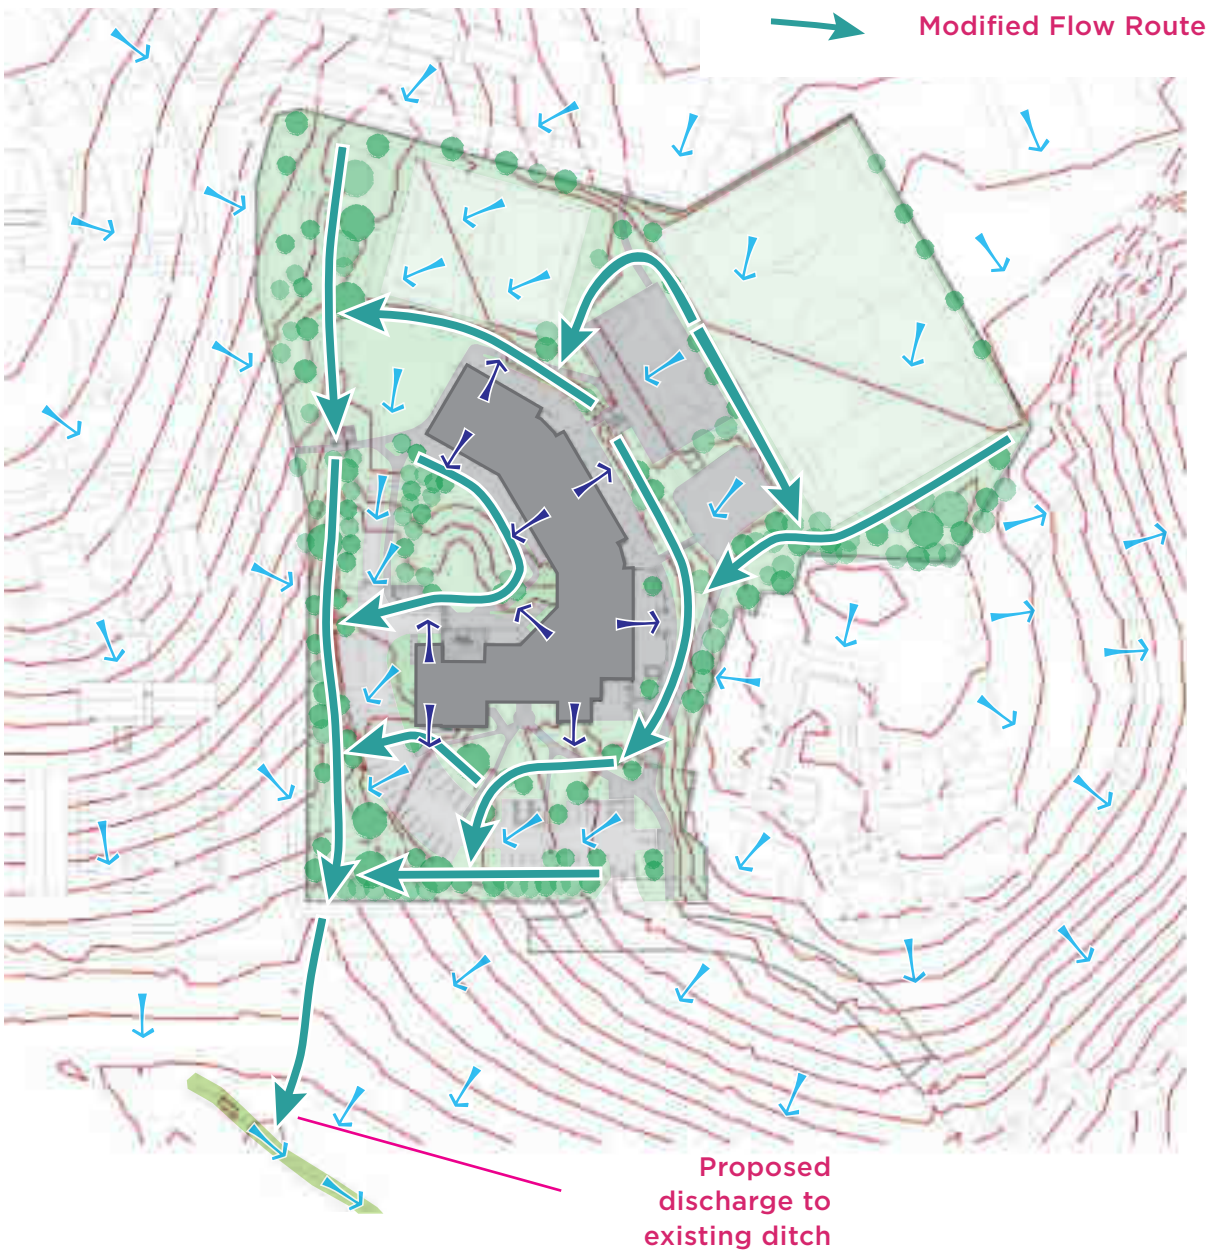 Modified Flow Route
Proposed
discharge to
existing ditch